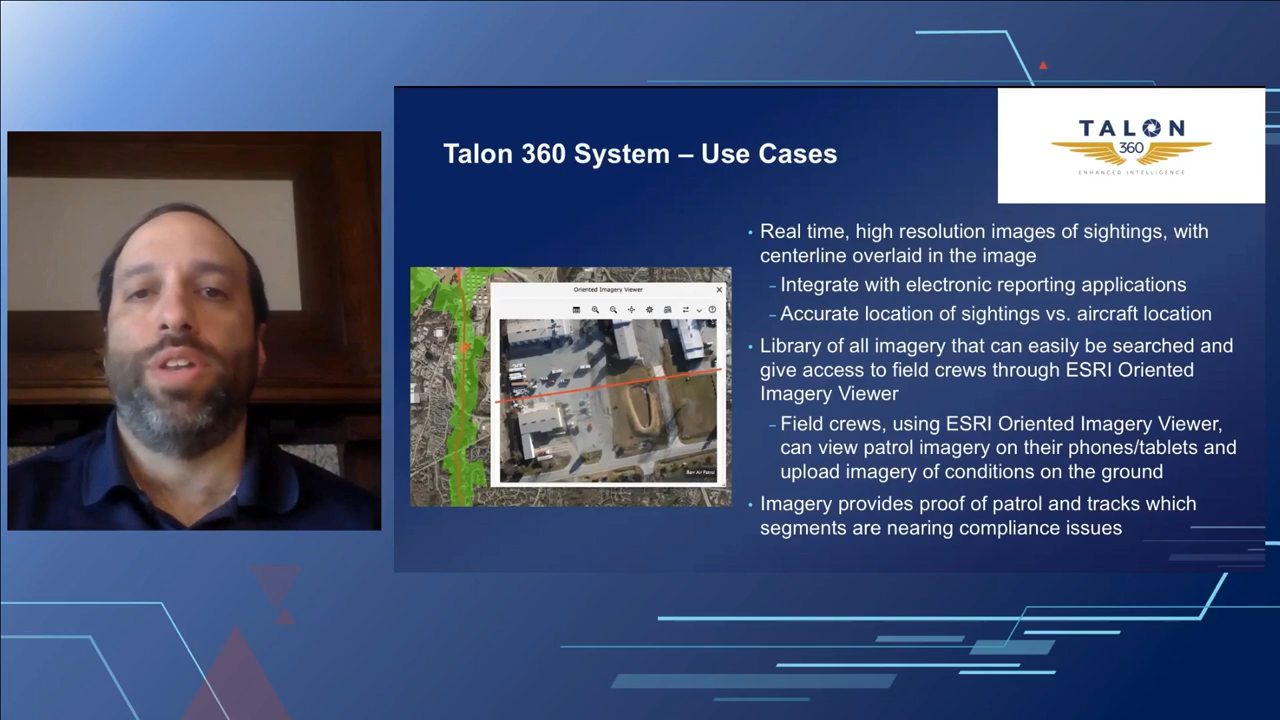 Talon 360 System – Use Cases
TALON
360
ENHANCED INTELLIGENCE
• Real time, high resolution images of sightings, with
centerline overlaid in the image
- Integrate with electronic reporting applications
- Accurate location of sightings vs. aircraft location
• Library of all imagery that can easily be searched and
give access to field crews through ESRI Oriented
Imagery Viewer
- Field crews, using ESRI Oriented Imagery Viewer,
can view patrol imagery on their phones/tablets and
upload imagery of conditions on the ground
• Imagery provides proof of patrol and tracks which
segments are nearing compliance issues
Oriented Imagery Viewer
Barr Air Patrol